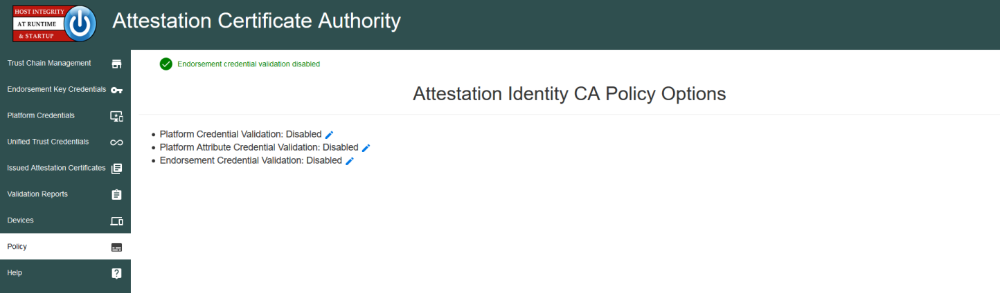 HOST INTEGRITY
AT RUNTIME
& STARTUP
Attestation Certificate Authority
Trust Chain Management
Endorsement Key Credentials
Platform Credentials
Unified Trust Credentials
Issued Attestation Certificates
Validation Reports
Devices
Policy
Help
Endorsement credential validation disabled
Attestation Identity CA Policy Options
Platform Credential Validation: Disabled
Platform Attribute Credential Validation: Disabled
Endorsement Credential Validation: Disabled